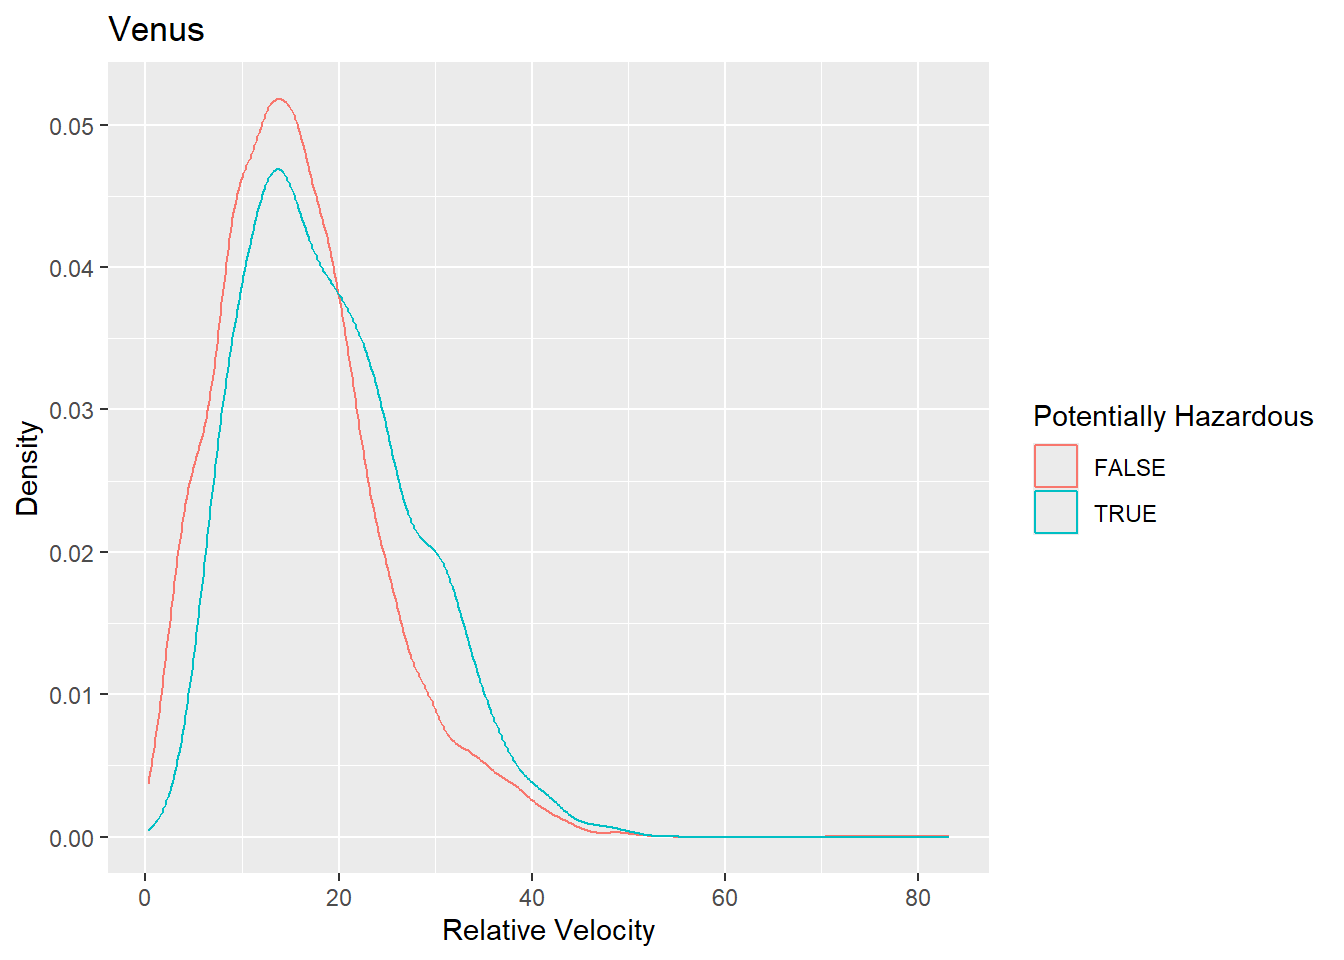 Venus
0.05
0.04
0.03
0.02
0.01
0.00
Density
0 20 40 60 80
Relative Velocity
Potentially Hazardous
FALSE
TRUE